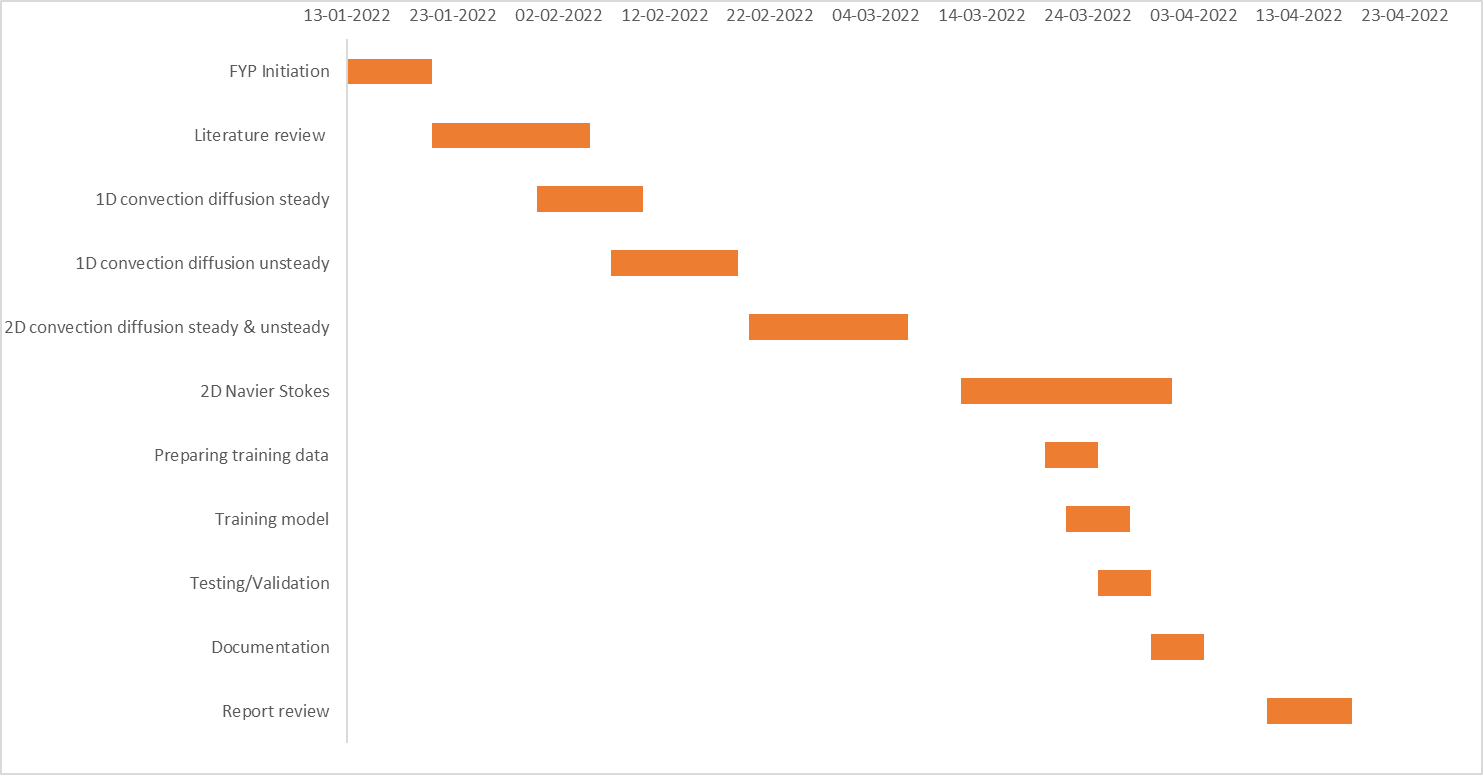 13-01-2022 23-01-2022 02-02-2022 12-02-2022 22-02-2022 04-03-2022 14-03-2022 24-03-2022 03-04-2022 13-04-2022 23-04-2022
FYP Initiation
Literature review
1D convection diffusion steady
1D convection diffusion unsteady
2D convection diffusion steady & unsteady
2D Navier Stokes
Preparing training data
Training model
Testing/Validation
Documentation
Report review